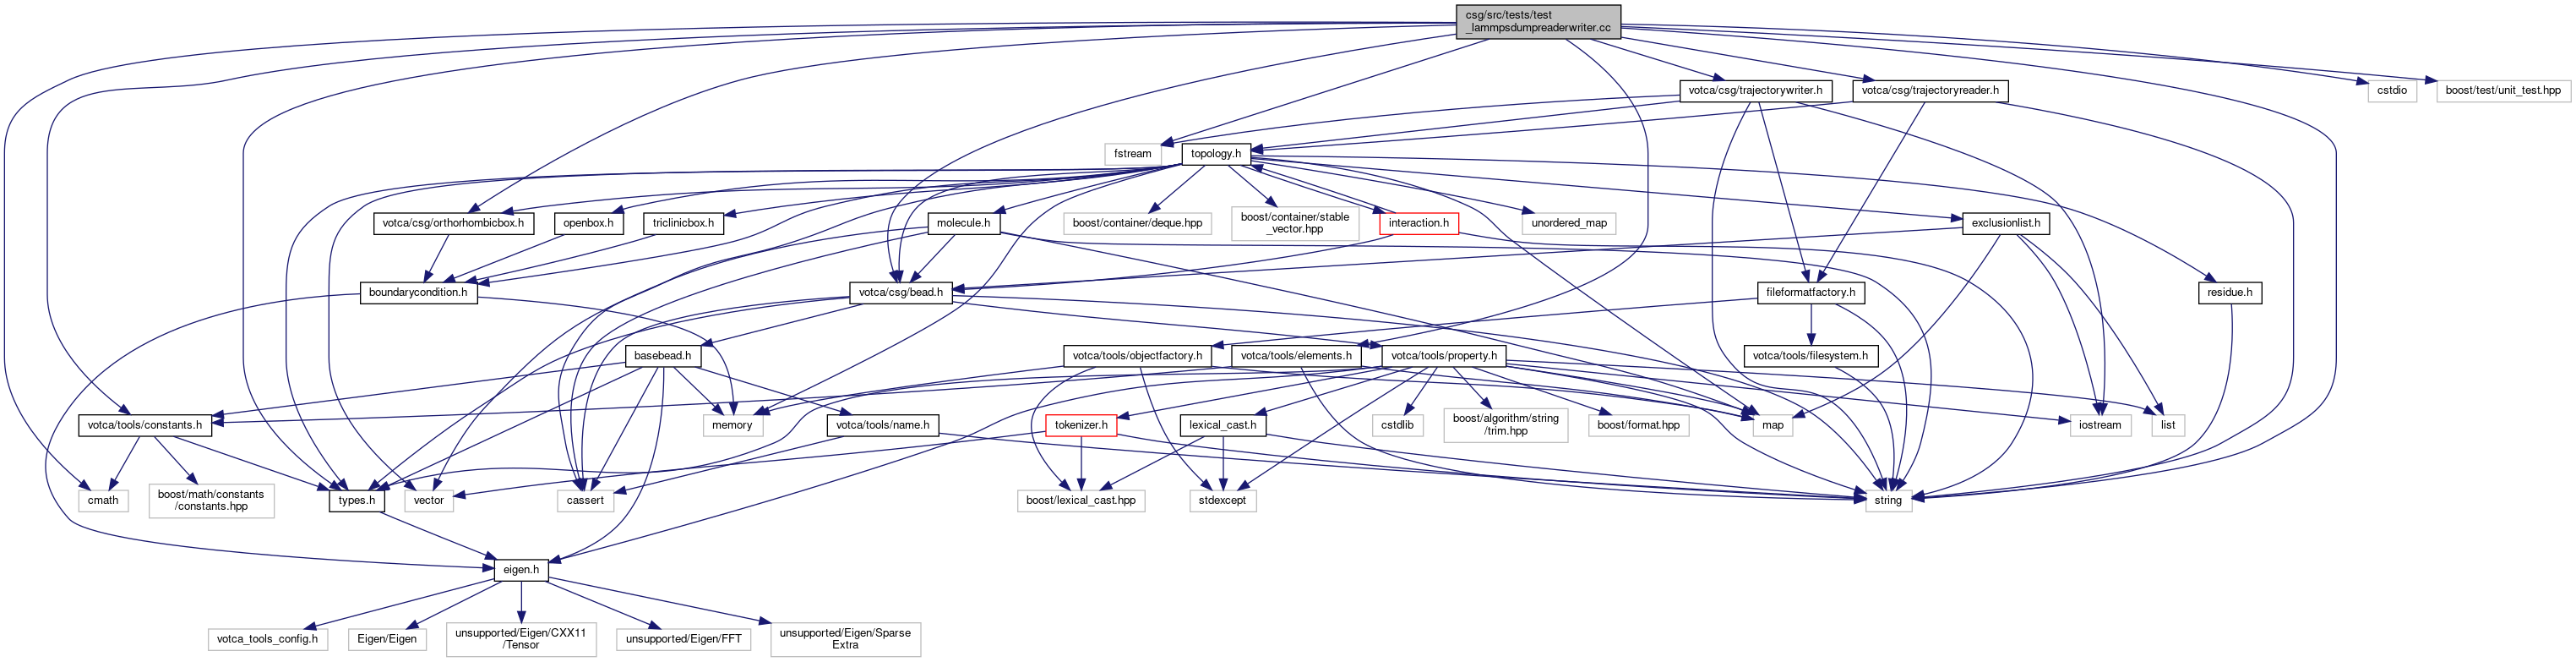 csg/src/tests/test
_lammpsdumpreaderwriter.cc
votca/csg/trajectorywriter.h
votca/csg/trajectoryreader.h
cstdio
boost/test/unit_test.hpp
fstream
topology.h
votca/csg/orthorhombicbox.h
openbox.h
triclinicbox.h
molecule.h
boost/container/deque.hpp
boost/container/stable
_vector.hpp
interaction.h
unordered_map
exclusionlist.h
boundarycondition.h
votca/csg/bead.h
fileformatfactory.h
residue.h
basebead.h
votca/tools/objectfactory.h
votca/tools/elements.h
votca/tools/property.h
votca/tools/filesystem.h
votca/tools/constants.h
memory
votca/tools/name.h
tokenizer.h
lexical_cast.h
cstdlib
boost/algorithm/string
/trim.hpp
boost/format.hpp
map
iostream
list
cmath
boost/math/constants
/constants.hpp
types.h
vector
cassert
boost/lexical_cast.hpp
stdexcept
string
eigen.h
votca_tools_config.h
Eigen/Eigen
unsupported/Eigen/CXX11
/Tensor
unsupported/Eigen/FFT
unsupported/Eigen/Sparse
Extra